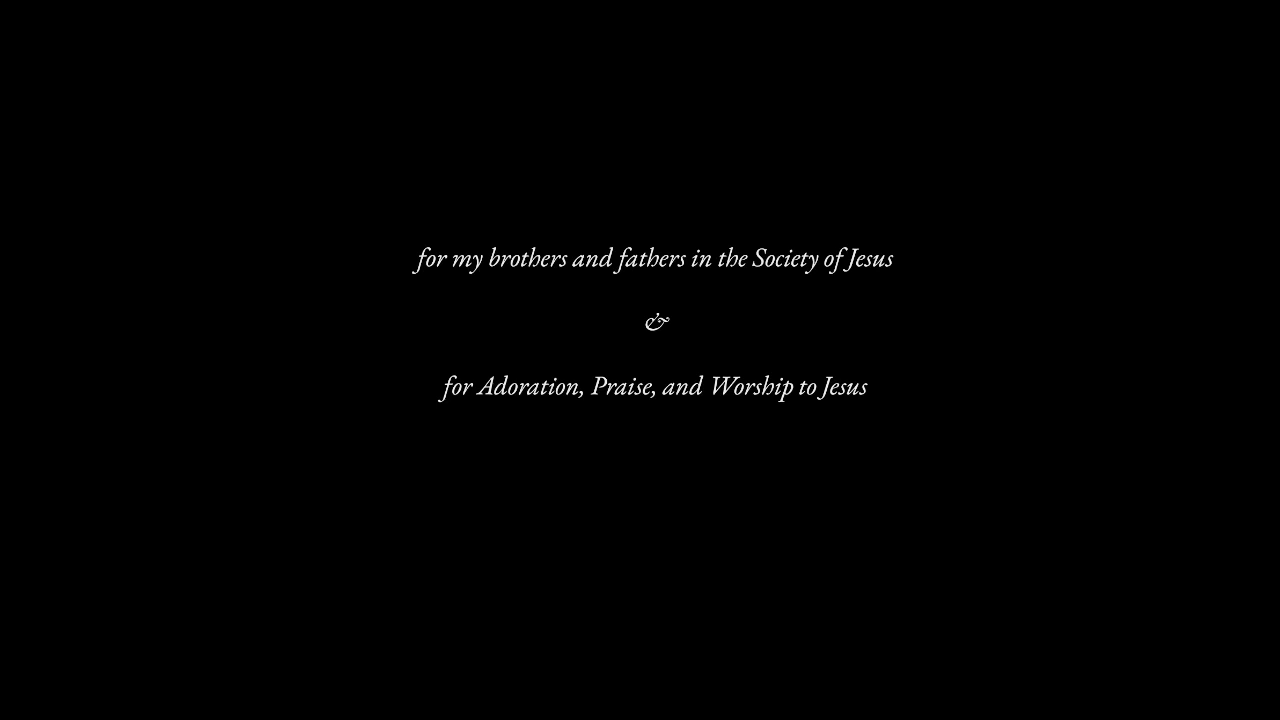 for my brothers and fathers in the Society of Jesus
&
for Adoration, Praise, and Worship to Jesus